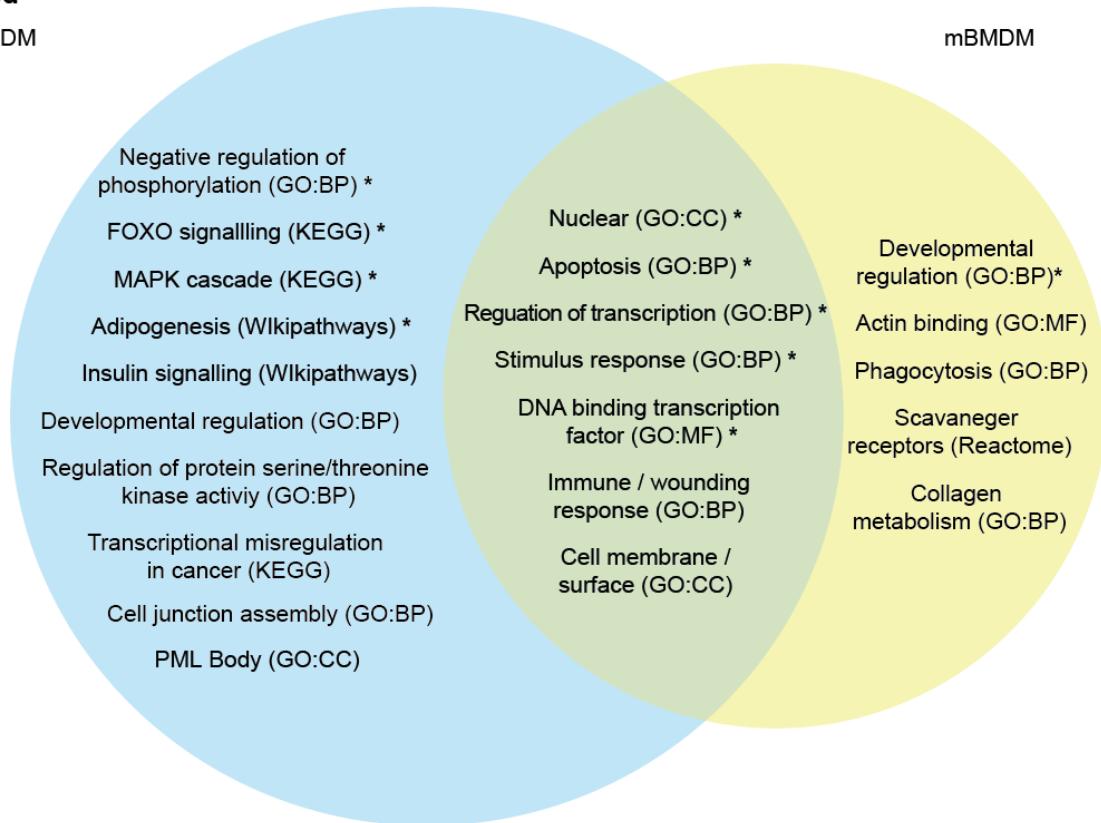 DM
mBMDM
Negative regulation of
phosphorylation (GO:BP) *
FOXO signallling (KEGG) *
MAPK cascade (KEGG) *
Adipogenesis (WIkipathways) *
Insulin signalling (WIkipathways)
Developmental regulation (GO:BP)
Regulation of protein serine/threonine
kinase activiy (GO:BP)
Transcriptional misregulation
in cancer (KEGG)
Cell junction assembly (GO:BP)
PML Body (GO:CC)
Nuclear (GO:CC) *
Apoptosis (GO:BP) *
Reguation of transcription (GO:BP) *
Stimulus response (GO:BP) *
DNA binding transcription
factor (GO:MF) *
Immune / wounding
response (GO:BP)
Cell membrane /
surface (GO:CC)
Developmental
regulation (GO:BP)*
Actin binding (GO:MF)
Phagocytosis (GO:BP)
Scavaneger
receptors (Reactome)
Collagen
metabolism (GO:BP)